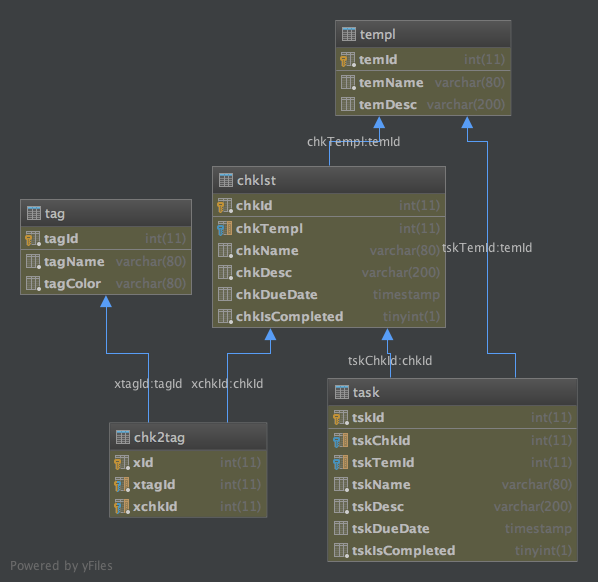 templ
temId int(11)
temName varchar(80)
temDesc varchar(200)
chkTempl:temId
chklst
chkId int(11)
chkTempl int(11)
chkName varchar(80)
chkDesc varchar(200)
chkDueDate timestamp
chkIsCompleted tinyint(1)
tag
tagId int(11)
tagName varchar(80)
tagColor varchar(80)
tskTemId:temId
xtagId:tagId
xchkId:chkId
tskChkId:chkId
chk2tag
xId int(11)
xtagId int(11)
xchkId int(11)
task
tskId int(11)
tskChkId int(11)
tskTemId int(11)
tskName varchar(80)
tskDesc varchar(200)
tskDueDate timestamp
tskIsCompleted tinyint(1)
Powered by yFiles